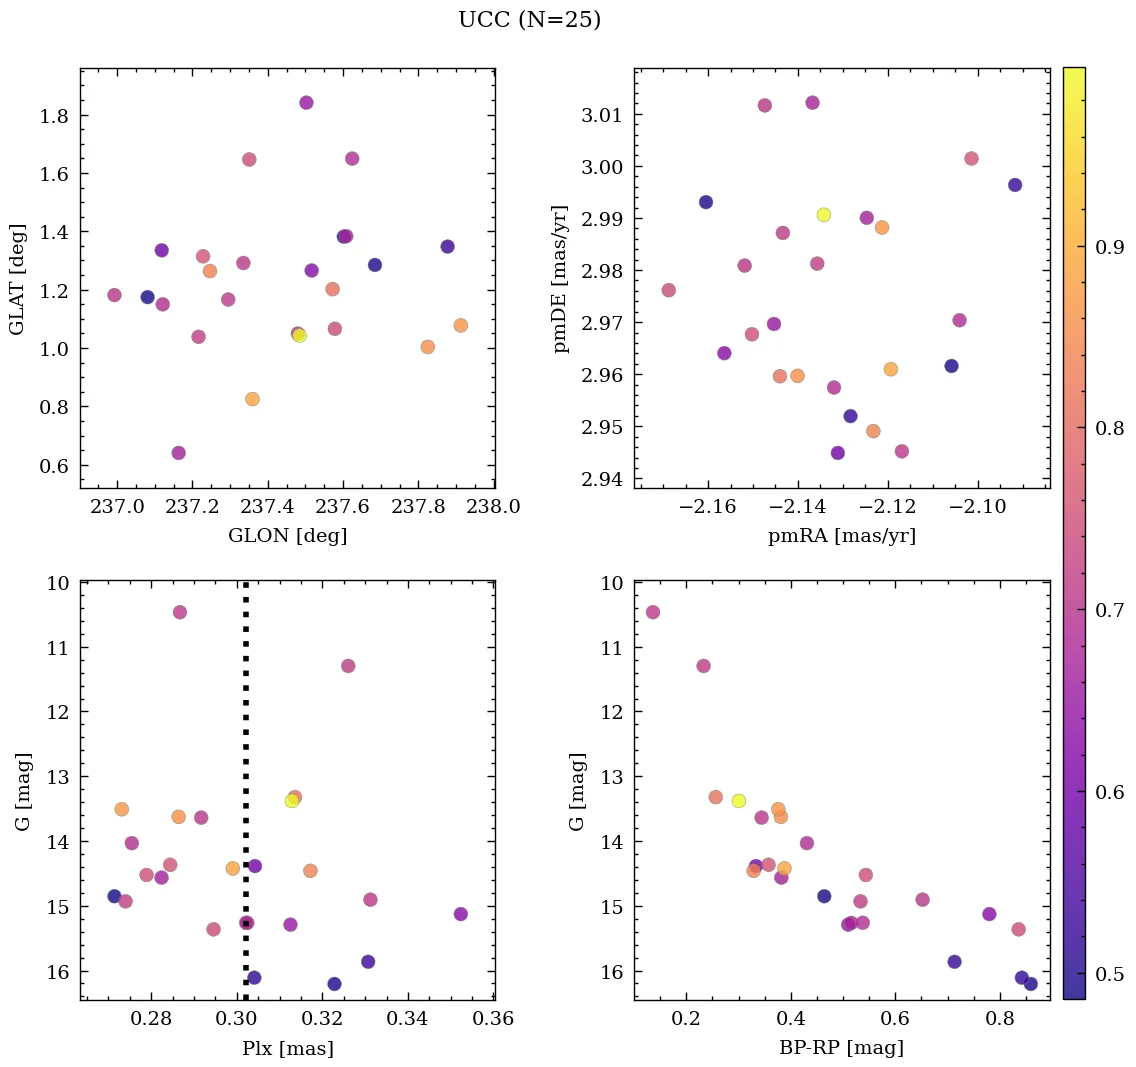 UCC (N=25)
1.8
1.6
1.4
1.2
1.0
0.8
0.6
GLAT [deg]
237.0 237.2 237.4 237.6 237.8 238.0
GLON [deg]
3.01
3.00
2.99
2.98
2.97
2.96
2.95
2.94
pmDE [mas/yr]
−2.16 −2.14 −2.12 −2.10
pmRA [mas/yr]
10
11
12
13
14
15
16
G [mag]
0.28 0.30 0.32 0.34 0.36
Plx [mas]
10
11
12
13
14
15
16
G [mag]
0.2 0.4 0.6 0.8
BP-RP [mag]
0.9
0.8
0.7
0.6
0.5